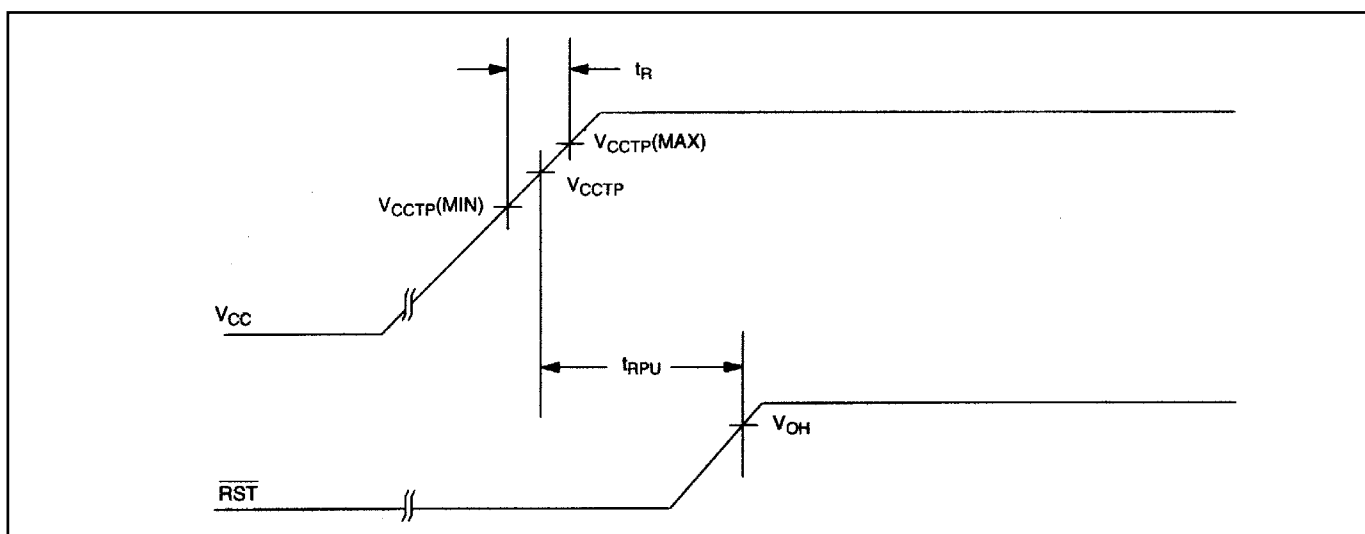 tR
VCCTP(MAX)
VCCTP
VCCTP(MIN)
VCC
tRPU
VOH
RST